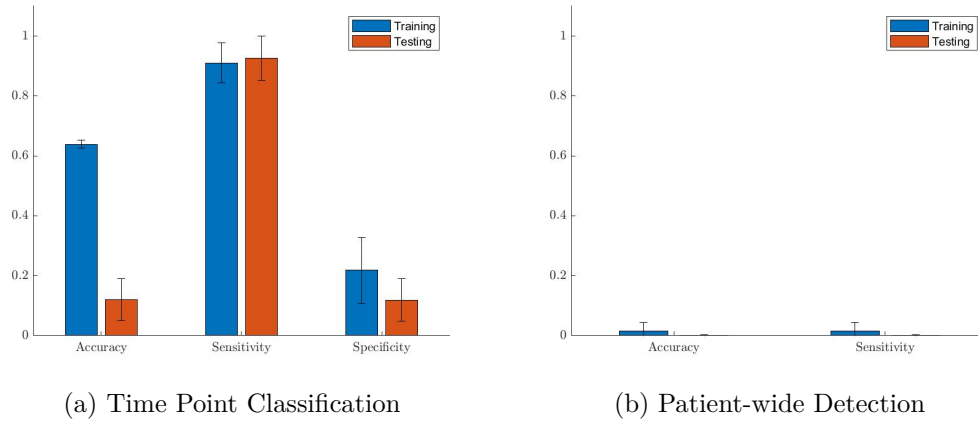 1
0.8
0.6
0.4
0.2
0
Accuracy
Sensitivity
Specificity
Training
Testing
(a) Time Point Classification
1
0.8
0.6
0.4
0.2
0
Accuracy
Sensitivity
Training
Testing
(b) Patient-wide Detection